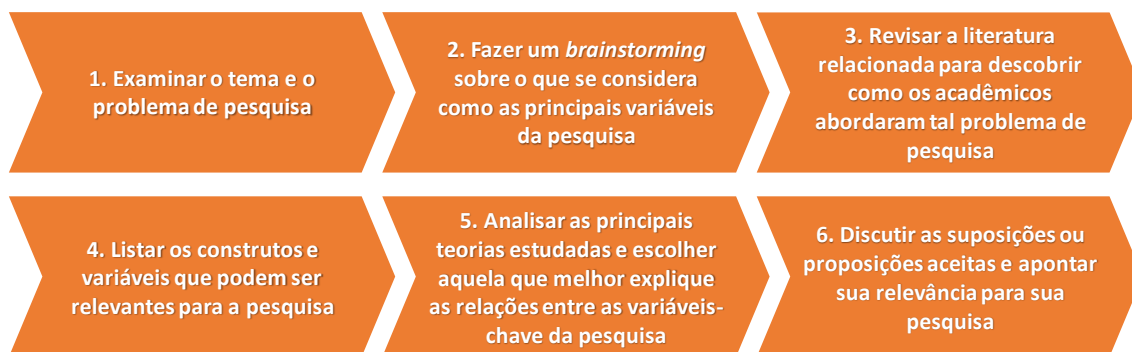 1. Examinar o tema e o
problema de pesquisa
2. Fazer um brainstorming
sobre o que se considera
como as principais variáveis
da pesquisa
3. Revisar a literatura
relacionada para descobrir
como os acadêmicos
abordaram tal problema de
pesquisa
4. Listar os construtos e
variáveis que podem ser
relevantes para a pesquisa
5. Analisar as principais
teorias estudadas e escolher
aquela que melhor explique
as relações entre as variáveis-
chave da pesquisa
6. Discutir as suposições ou
proposições aceitas e apontar
sua relevância para sua
pesquisa